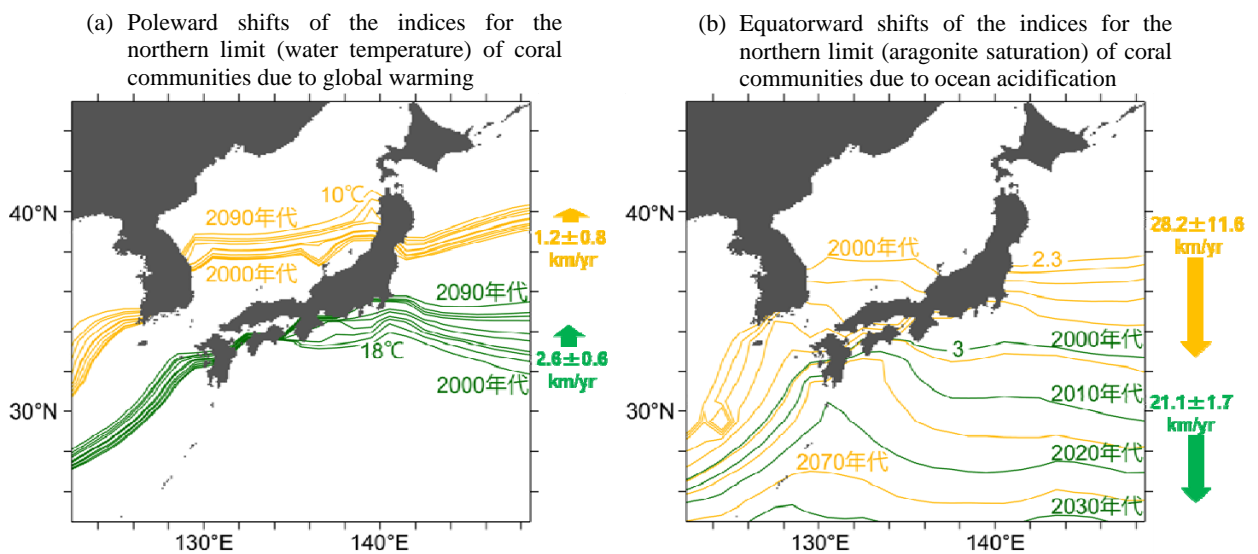 (a) Poleward shifts of the indices for the
northern limit (water temperature) of coral
communities due to global warming
10℃
2090年代
40°N
1.2±0.8
km/yr
2000年代
2090年代
18℃
2.6±0.6
km/yr
2000年代
30°N
130°E
140°E
(b) Equatorward shifts of the indices for the
northern limit (aragonite saturation) of coral
communities due to ocean acidification
40°N
28.2±11.6
km/yr
2000年代
2.3
2000年代
3
30°N
2010年代
21.1±1.7
km/yr
2020年代
2070年代
2030年代
130°E
140°E